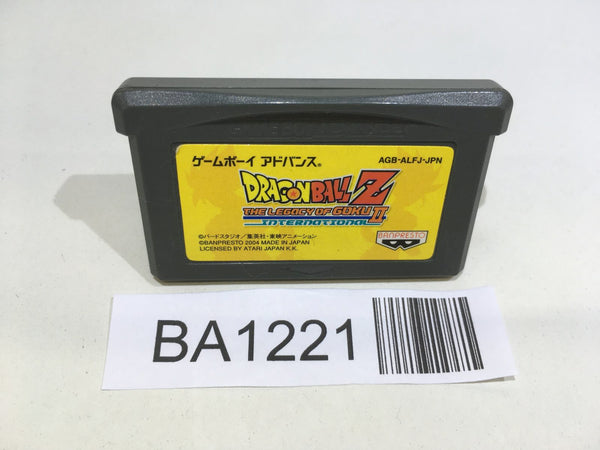 ゲームボーイ アドバンス®
AGB-ALFJ-JPN
DRAGON BALL Z
THE LEGACY OF GOKU II
INTERNATIONAL
©バードスタジオ/集英社・東映アニメーション
©BANPRESTO 2004 MADE IN JAPAN
LICENSED BY ATARI JAPAN K.K.
BANPRESTO
BA1221